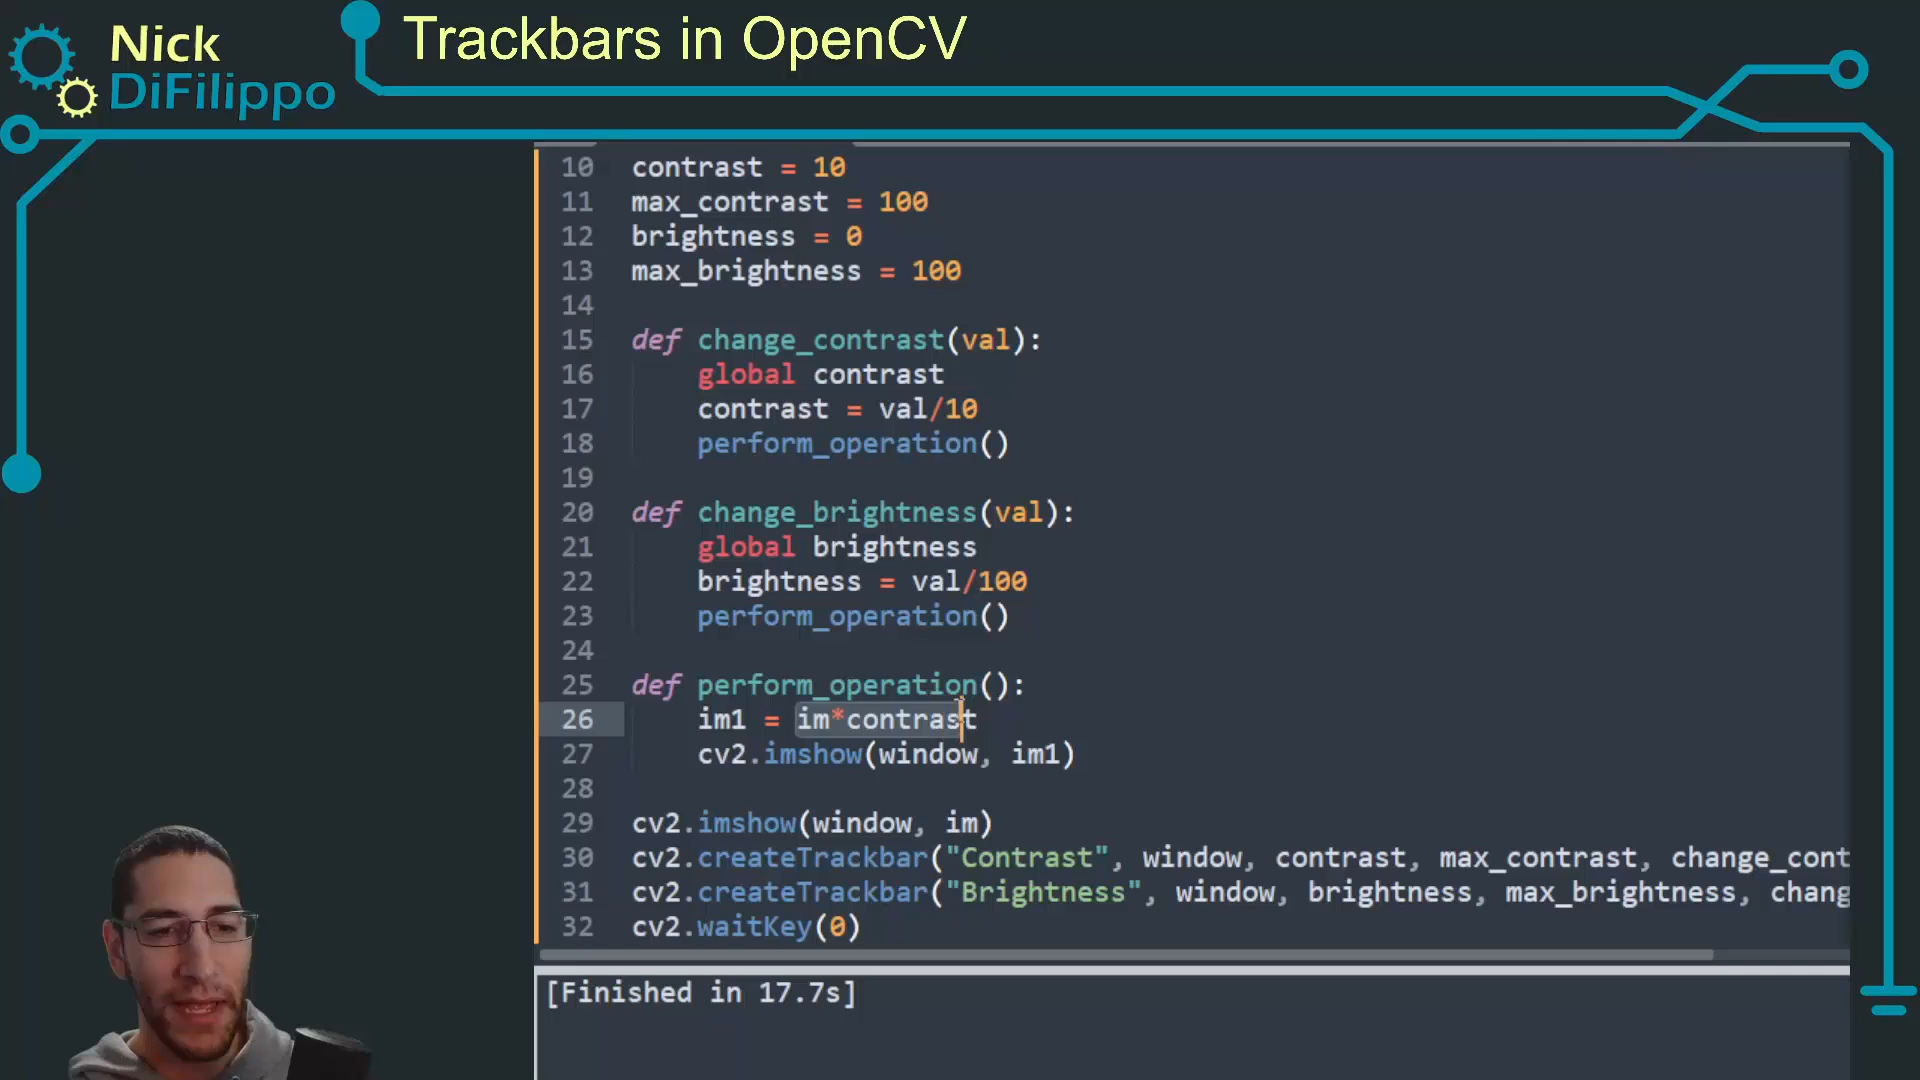 Nick
DiFilippo
Trackbars in OpenCV
10 contrast = 10
11 max_contrast = 100
12 brightness = 0
13 max_brightness = 100
14
15 def change_contrast(val):
16 global contrast
17 contrast = val/10
18 perform_operation()
19
20 def change_brightness(val):
21 global brightness
22 brightness = val/100
23 perform_operation()
24
25 def perform_operation():
26 im1 = im*contrast
27 cv2.imshow(window, im1)
28
29 cv2.imshow(window, im)
30 cv2.createTrackbar("Contrast", window, contrast, max_contrast, change_cont
31 cv2.createTrackbar("Brightness", window, brightness, max_brightness, chang
32 cv2.waitKey(0)
[Finished in 17.7s]